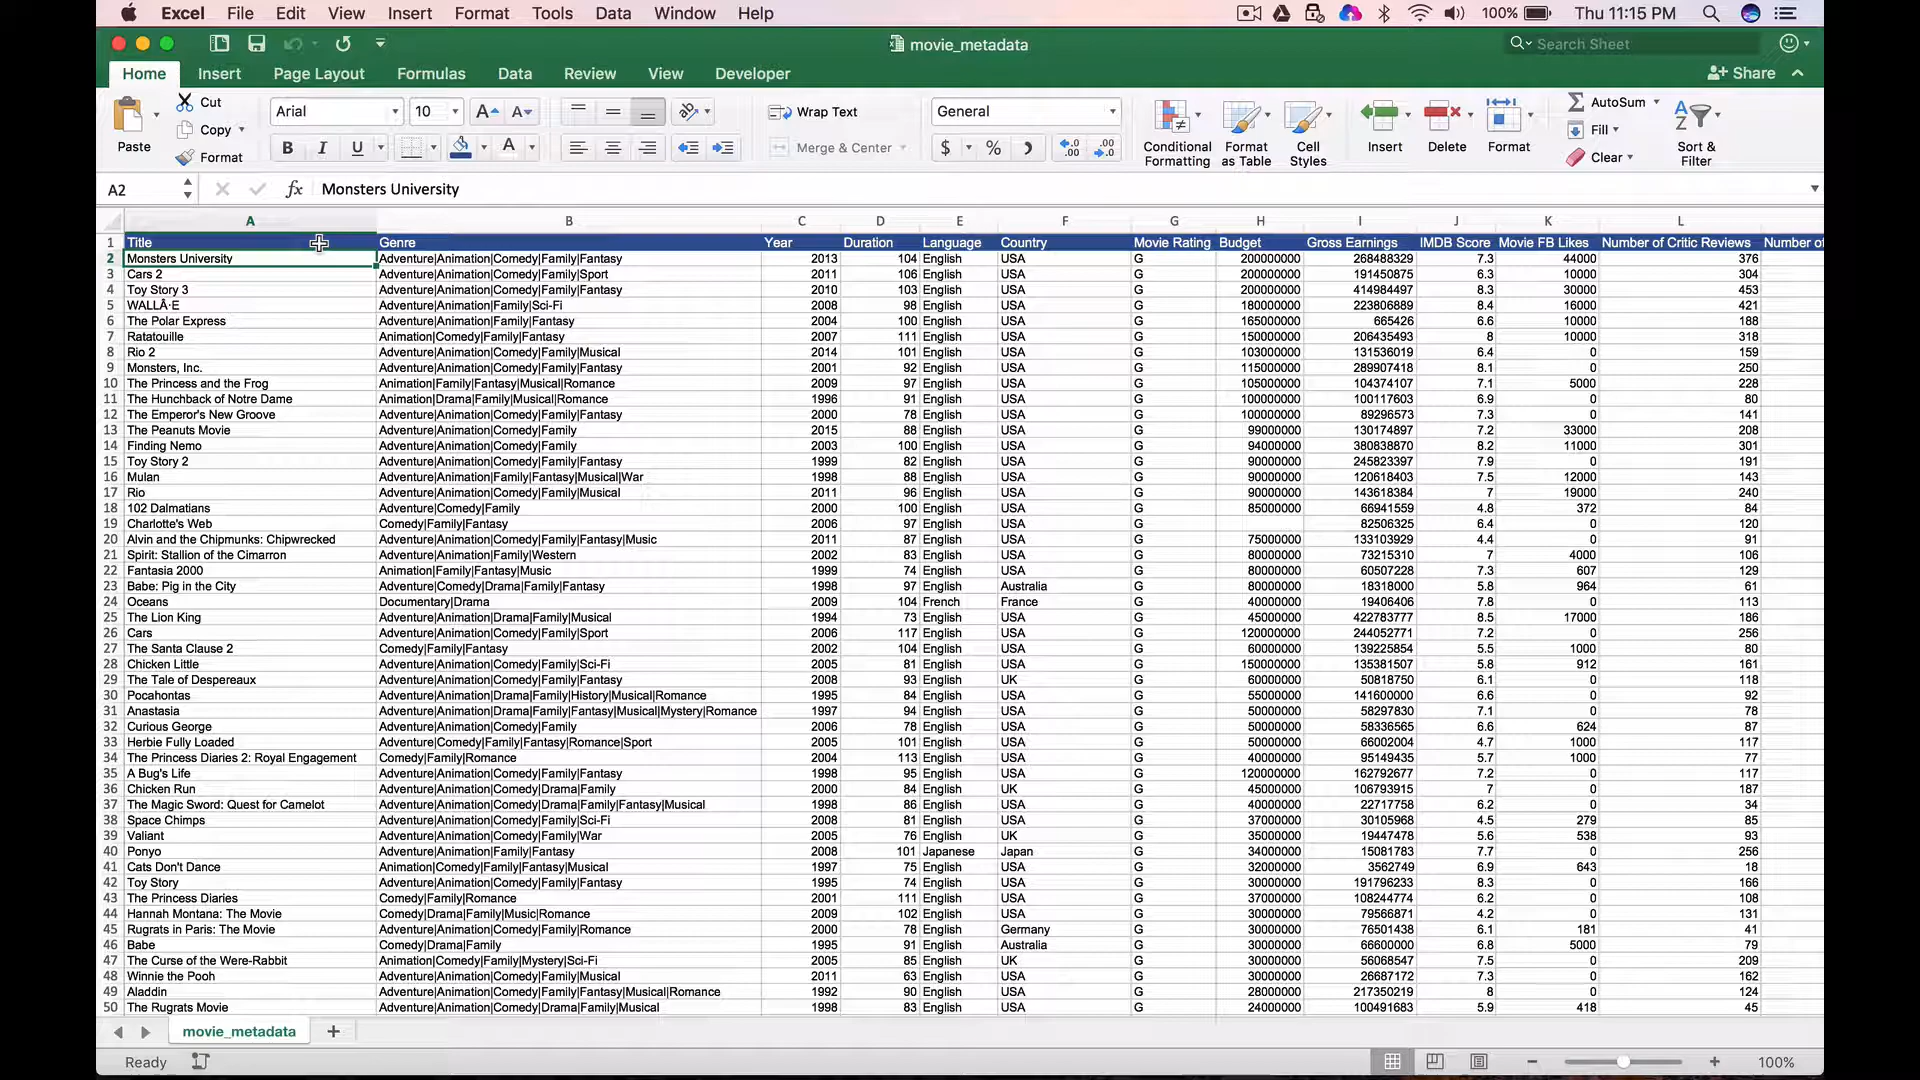 Excel File Edit View Insert Format Tools Data Window Help 100% Thu 11:15 PM
movie_metadata Search Sheet
Home Insert Page Layout Formulas Data Review View Developer Share
Paste Cut Copy Format Arial 10 Wrap Text Merge & Center General Conditional Formatting Format as Table Cell Styles Insert Delete Format AutoSum Fill Clear Sort & Filter
A2 fx Monsters University
A B C D E F G H I J K L
1 Title Genre Year Duration Language Country Movie Rating Budget Gross Earnings IMDB Score Movie FB Likes Number of Critic Reviews Number of
2 Monsters University Adventure|Animation|Comedy|Family|Fantasy 2013 104 English USA G 200000000 268488329 7.3 44000 376
3 Cars 2 Adventure|Animation|Comedy|Family|Sport 2011 106 English USA G 200000000 191450875 6.3 10000 304
4 Toy Story 3 Adventure|Animation|Comedy|Family|Fantasy 2010 103 English USA G 200000000 414984497 8.3 30000 453
5 WALLÂ·E Adventure|Animation|Family|Sci-Fi 2008 98 English USA G 180000000 223806889 8.4 16000 421
6 The Polar Express Adventure|Animation|Family|Fantasy 2004 100 English USA G 165000000 665426 6.6 10000 188
7 Ratatouille Animation|Comedy|Family|Fantasy 2007 111 English USA G 150000000 206435493 8 10000 318
8 Rio 2 Adventure|Animation|Comedy|Family|Musical 2014 101 English USA G 103000000 131536019 6.4 0 159
9 Monsters, Inc. Adventure|Animation|Comedy|Family|Fantasy 2001 92 English USA G 115000000 289907418 8.1 0 250
10 The Princess and the Frog Animation|Family|Fantasy|Musical|Romance 2009 97 English USA G 105000000 104374107 7.1 5000 228
11 The Hunchback of Notre Dame Animation|Drama|Family|Musical|Romance 1996 91 English USA G 100000000 100117603 6.9 0 80
12 The Emperor's New Groove Adventure|Animation|Comedy|Family|Fantasy 2000 78 English USA G 100000000 89296573 7.3 0 141
13 The Peanuts Movie Adventure|Animation|Comedy|Family 2015 88 English USA G 99000000 130174897 7.2 33000 208
14 Finding Nemo Adventure|Animation|Comedy|Family 2003 100 English USA G 94000000 380838870 8.2 11000 301
15 Toy Story 2 Adventure|Animation|Comedy|Family|Fantasy 1999 82 English USA G 90000000 245823397 7.9 0 191
16 Mulan Adventure|Animation|Family|Fantasy|Musical|War 1998 88 English USA G 90000000 120618403 7.5 12000 143
17 Rio Adventure|Animation|Comedy|Family|Musical 2011 96 English USA G 90000000 143618384 7 19000 240
18 102 Dalmatians Adventure|Comedy|Family 2000 100 English USA G 85000000 66941559 4.8 372 84
19 Charlotte's Web Comedy|Family|Fantasy 2006 97 English USA G 82506325 6.4 0 120
20 Alvin and the Chipmunks: Chipwrecked Adventure|Animation|Comedy|Family|Fantasy|Music 2011 87 English USA G 75000000 133103929 4.4 0 91
21 Spirit: Stallion of the Cimarron Adventure|Animation|Family|Western 2002 83 English USA G 80000000 73215310 7 4000 106
22 Fantasia 2000 Animation|Family|Fantasy|Music 1999 74 English USA G 80000000 60507228 7.3 607 129
23 Babe: Pig in the City Adventure|Comedy|Drama|Family|Fantasy 1998 97 English Australia G 80000000 18318000 5.8 964 61
24 Oceans Documentary|Drama 2009 104 French France G 40000000 19406406 7.8 0 113
25 The Lion King Adventure|Animation|Drama|Family|Musical 1994 73 English USA G 45000000 422783777 8.5 17000 186
26 Cars Adventure|Animation|Comedy|Family|Sport 2006 117 English USA G 120000000 244052771 7.2 0 256
27 The Santa Clause 2 Comedy|Family|Fantasy 2002 104 English USA G 60000000 139225854 5.5 1000 80
28 Chicken Little Adventure|Animation|Comedy|Family|Sci-Fi 2005 81 English USA G 150000000 135381507 5.8 912 161
29 The Tale of Despereaux Adventure|Animation|Comedy|Family|Fantasy 2008 93 English UK G 60000000 50818750 6.1 0 118
30 Pocahontas Adventure|Animation|Drama|Family|History|Musical|Romance 1995 84 English USA G 55000000 141600000 6.6 0 92
31 Anastasia Adventure|Animation|Drama|Family|Fantasy|Musical|Mystery|Romance 1997 94 English USA G 50000000 58297830 7.1 0 78
32 Curious George Adventure|Animation|Comedy|Family 2006 78 English USA G 50000000 58336565 6.6 624 87
33 Herbie Fully Loaded Adventure|Comedy|Family|Fantasy|Romance|Sport 2005 101 English USA G 50000000 66002004 4.7 1000 117
34 The Princess Diaries 2: Royal Engagement Comedy|Family|Romance 2004 113 English USA G 40000000 95149435 5.7 1000 77
35 A Bug's Life Adventure|Animation|Comedy|Family|Fantasy 1998 95 English USA G 120000000 162792677 7.2 0 117
36 Chicken Run Adventure|Animation|Comedy|Drama|Family 2000 84 English UK G 45000000 106793915 7 0 187
37 The Magic Sword: Quest for Camelot Adventure|Animation|Comedy|Drama|Family|Fantasy|Musical 1998 86 English USA G 40000000 22717758 6.2 0 34
38 Space Chimps Adventure|Animation|Comedy|Family|Sci-Fi 2008 81 English USA G 37000000 30105968 4.5 279 85
39 Valiant Adventure|Animation|Comedy|Family|War 2005 76 English UK G 35000000 19447478 5.6 538 93
40 Ponyo Adventure|Animation|Family|Fantasy 2008 101 Japanese Japan G 34000000 15081783 7.7 0 256
41 Cats Don't Dance Animation|Comedy|Family|Fantasy|Musical 1997 75 English USA G 32000000 3562749 6.9 643 18
42 Toy Story Adventure|Animation|Comedy|Family|Fantasy 1995 74 English USA G 30000000 191796233 8.3 0 166
43 The Princess Diaries Comedy|Family|Romance 2001 111 English USA G 37000000 108244774 6.2 0 108
44 Hannah Montana: The Movie Comedy|Drama|Family|Music|Romance 2009 102 English USA G 30000000 79566871 4.2 0 131
45 Rugrats in Paris: The Movie Adventure|Animation|Comedy|Family|Romance 2000 78 English Germany G 30000000 76501438 6.1 181 41
46 Babe Comedy|Drama|Family 1995 91 English Australia G 30000000 66600000 6.8 5000 79
47 The Curse of the Were-Rabbit Animation|Comedy|Family|Mystery|Sci-Fi 2005 85 English UK G 30000000 56068547 7.5 0 209
48 Winnie the Pooh Adventure|Animation|Comedy|Family|Musical 2011 63 English USA G 30000000 26687172 7.3 0 162
49 Aladdin Adventure|Animation|Comedy|Family|Fantasy|Musical|Romance 1992 90 English USA G 28000000 217350219 8 0 124
50 The Rugrats Movie Adventure|Animation|Comedy|Drama|Family|Musical 1998 83 English USA G 24000000 100491683 5.9 418 45
movie_metadata
Ready 100%